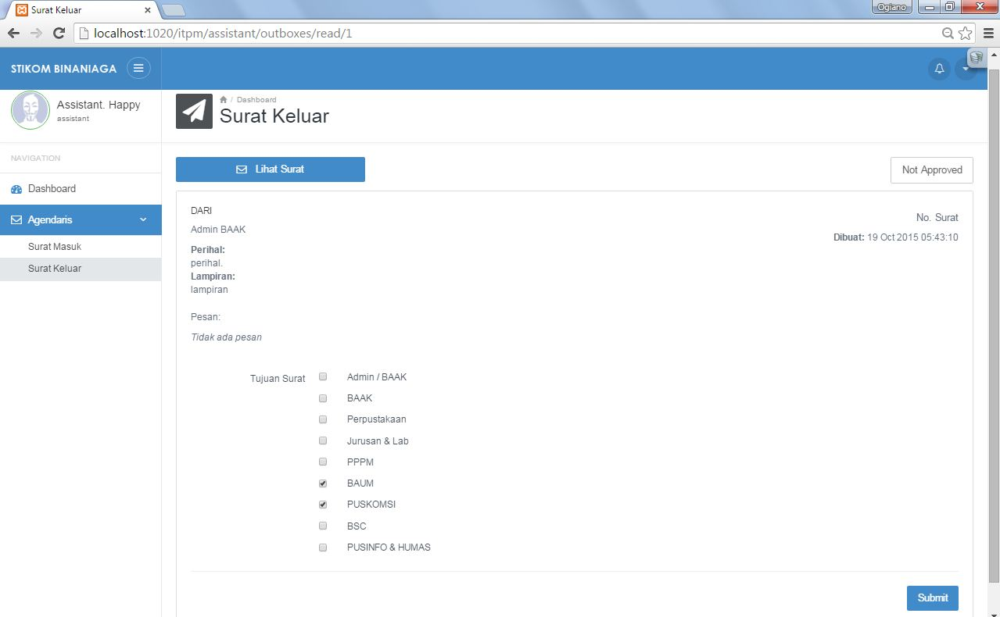 Surat Keluar
Ogiano
localhost:1020/itpm/assistant/outboxes/read/1
STIKOM BINANIAGA
Assistant. Happy
assistant
/ Dashboard
Surat Keluar
NAVIGATION
Dashboard
Agendaris
Surat Masuk
Surat Keluar
Lihat Surat
Not Approved
DARI
No. Surat
Admin BAAK
Dibuat: 19 Oct 2015 05:43:10
Perihal:
perihal.
Lampiran:
lampiran
Pesan:
Tidak ada pesan
Tujuan Surat
Admin / BAAK
BAAK
Perpustakaan
Jurusan & Lab
PPPM
BAUM
PUSKOMSI
BSC
PUSINFO & HUMAS
Submit